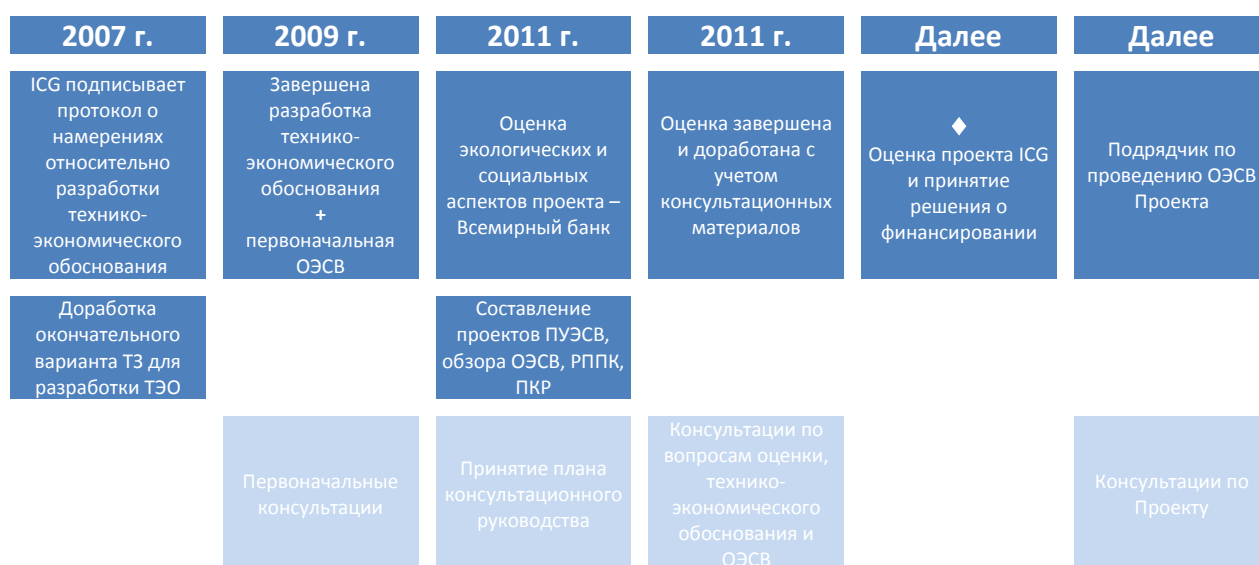 2007 г.
2009 г.
2011 г.
2011 г.
Далее
Далее
ICG подписывает
протокол о
намерениях
относительно
разработки
технико-
экономического
обоснования
Завершена
разработка
технико-
экономического
обоснования
+
первоначальная
ОЭСВ
Оценка
экологических и
социальных
аспектов проекта –
Всемирный банк
Оценка завершена
и доработана с
учетом
консультационных
материалов
Оценка проекта ICG
и принятие
решения о
финансировании
Подрядчик по
проведению ОЭСВ
Проекта
Доработка
окончательного
варианта ТЗ для
разработки ТЭО
Составление
проектов ПУЭСВ,
обзора ОЭСВ, РППК,
ПКР
Первоначальные
консультации
Принятие плана
консультационного
руководства
Консультации по
вопросам оценки,
технико-
экономического
обоснования и
ОЭСВ
Консультации по
Проекту